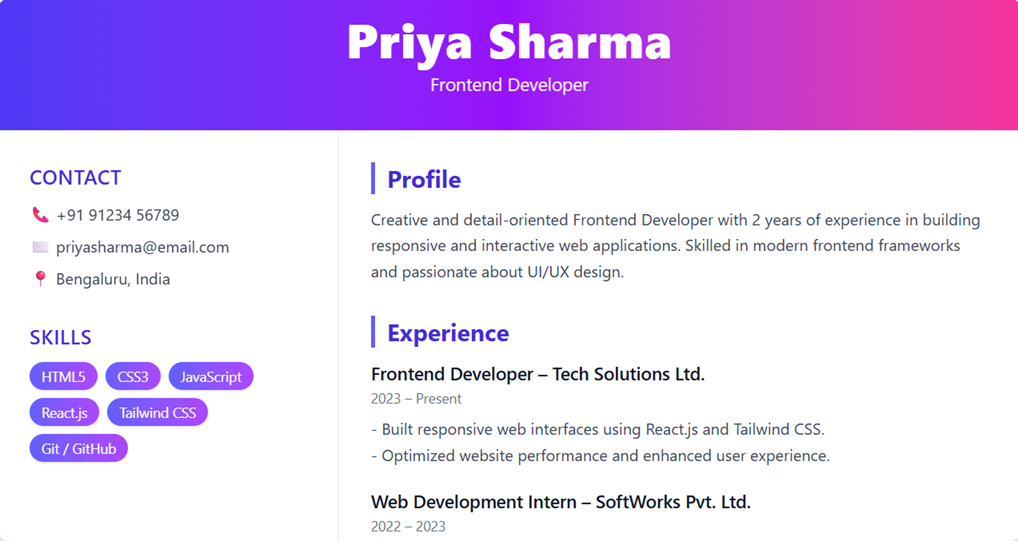 Priya Sharma
Frontend Developer
CONTACT
+91 91234 56789
priyasharma@email.com
Bengaluru, India
SKILLS
HTML5 CSS3 JavaScript
React.js Tailwind CSS
Git / GitHub
Profile
Creative and detail-oriented Frontend Developer with 2 years of experience in building
responsive and interactive web applications. Skilled in modern frontend frameworks
and passionate about UI/UX design.
Experience
Frontend Developer – Tech Solutions Ltd.
2023 – Present
- Built responsive web interfaces using React.js and Tailwind CSS.
- Optimized website performance and enhanced user experience.
Web Development Intern – SoftWorks Pvt. Ltd.
2022 – 2023